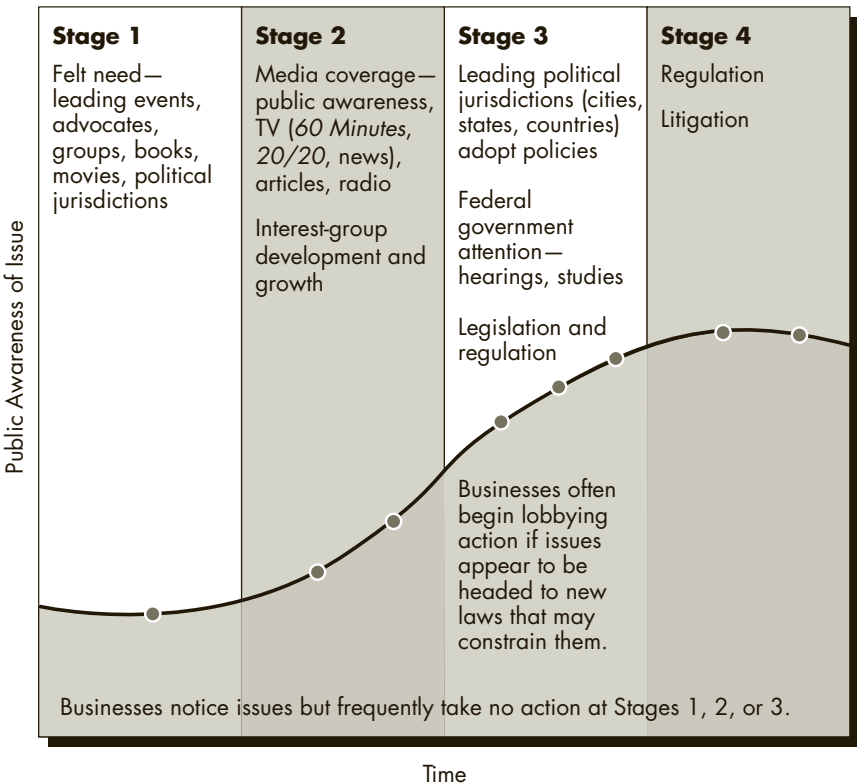 Stage 1
Felt need—
leading events,
advocates,
groups, books,
movies, political
jurisdictions
Stage 2
Media coverage—
public awareness,
TV (60 Minutes,
20/20, news),
articles, radio
Interest-group
development and
growth
Stage 3
Leading political
jurisdictions (cities,
states, countries)
adopt policies
Federal
government
attention—
hearings, studies
Legislation and
regulation
Businesses often
begin lobbying
action if issues
appear to be
headed to new
laws that may
constrain them.
Stage 4
Regulation
Litigation
Businesses notice issues but frequently take no action at Stages 1, 2, or 3.
Public Awareness of Issue
Time